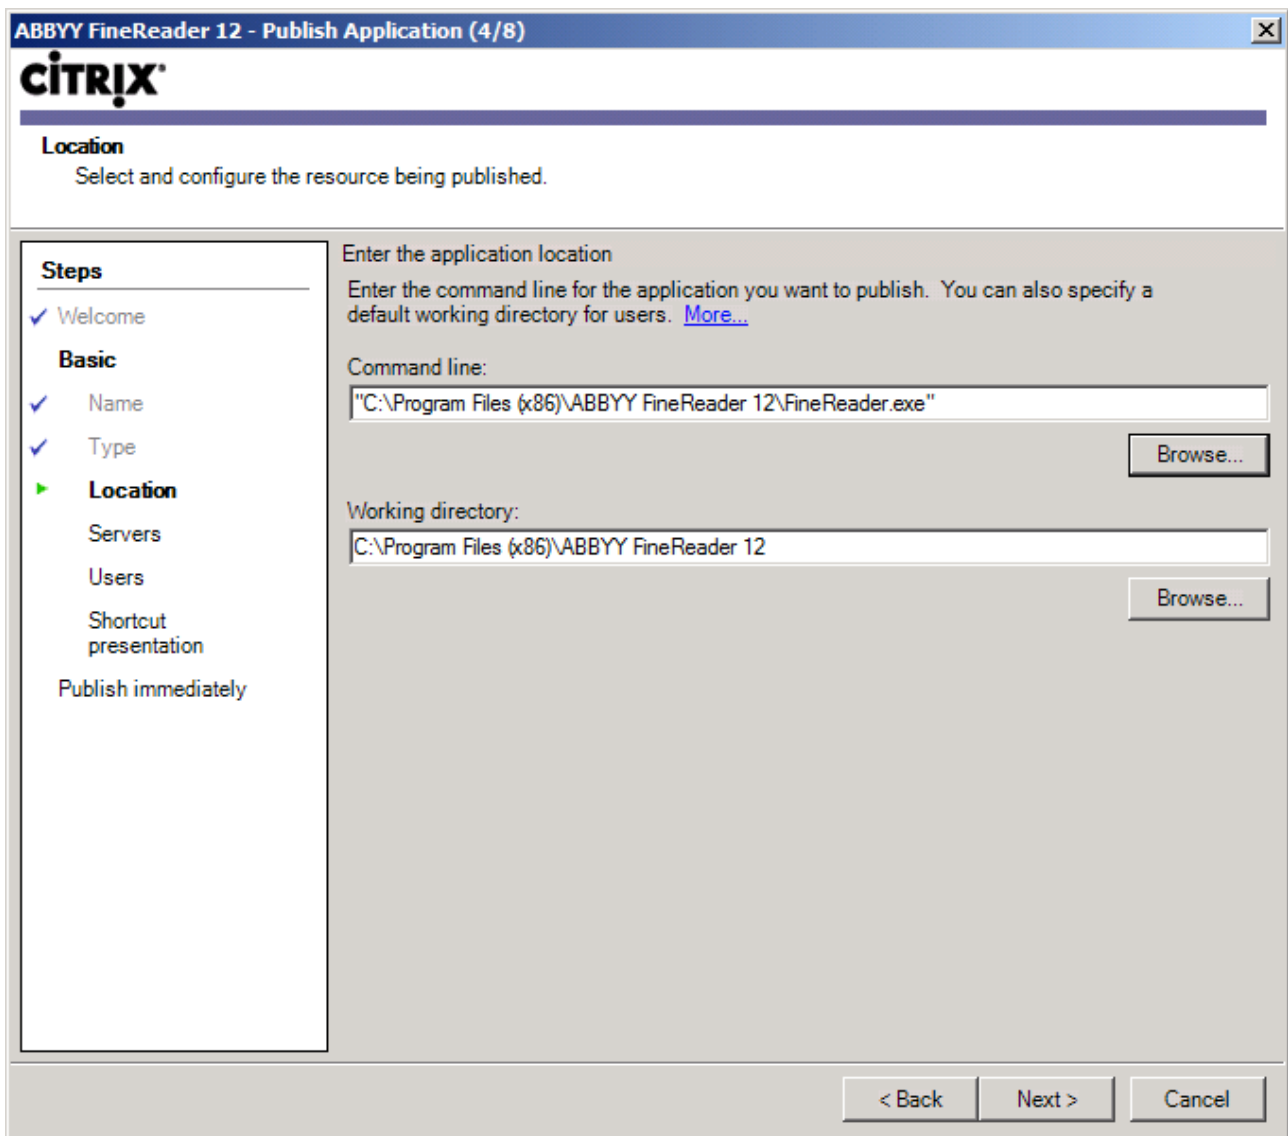 ABBYY FineReader 12 - Publish Application (4/8)
CITRIX
Location
Select and configure the resource being published.
Steps
Welcome
Basic
Name
Type
Location
Servers
Users
Shortcut
presentation
Publish immediately
Enter the application location
Enter the command line for the application you want to publish. You can also specify a
default working directory for users. More...
Command line:
"C:\Program Files (x86)\ABBYY FineReader 12\FineReader.exe"
Browse...
Working directory:
C:\Program Files (x86)\ABBYY FineReader 12
Browse...
< Back
Next >
Cancel